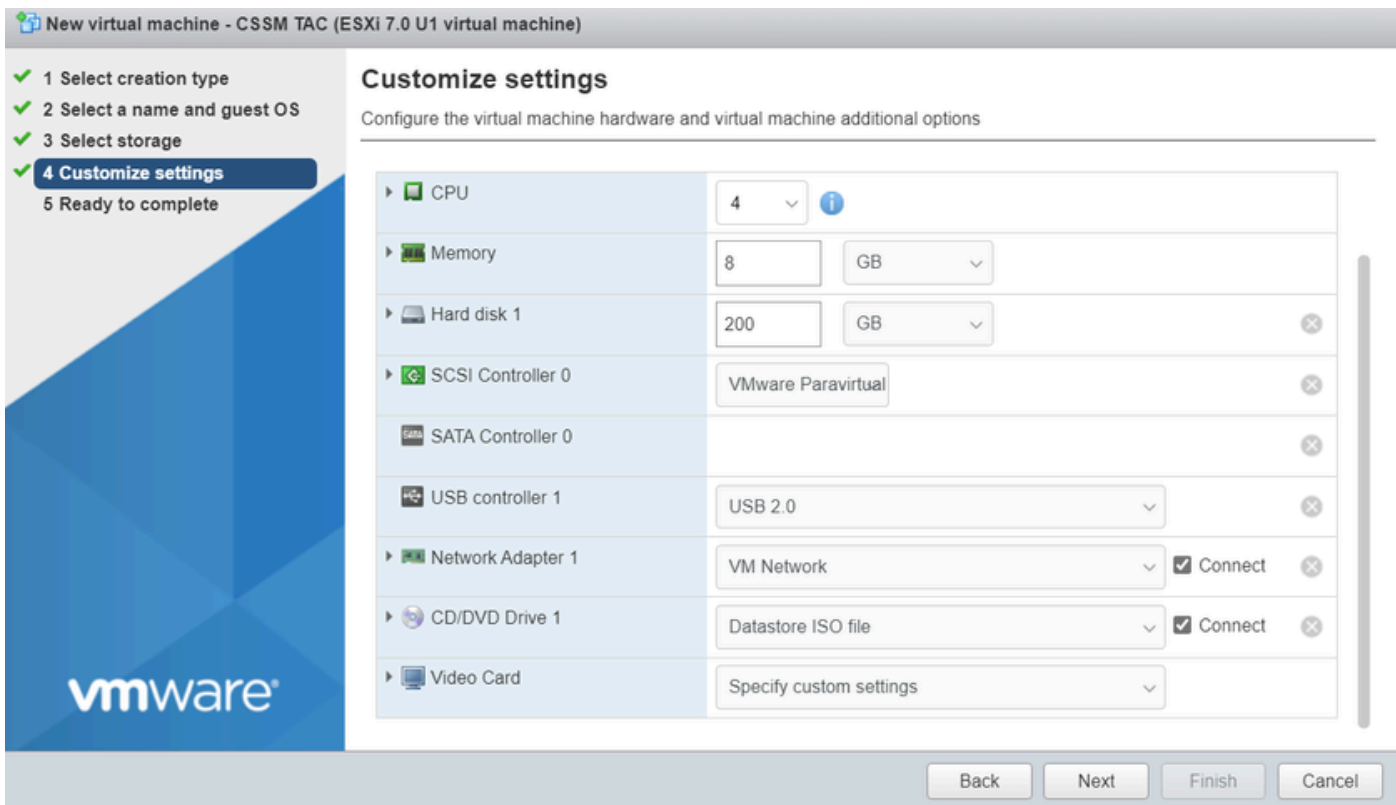 New virtual machine - CSSM TAC (ESXi 7.0 U1 virtual machine)
1 Select creation type
2 Select a name and guest OS
3 Select storage
4 Customize settings
5 Ready to complete
vmware®
Customize settings
Configure the virtual machine hardware and virtual machine additional options
CPU 4
Memory 8 GB
Hard disk 1 200 GB
SCSI Controller 0 VMware Paravirtual
SATA SATA Controller 0
USB controller 1 USB 2.0
Network Adapter 1 VM Network Connect
CD/DVD Drive 1 Datastore ISO file Connect
Video Card Specify custom settings
Back Next Finish Cancel